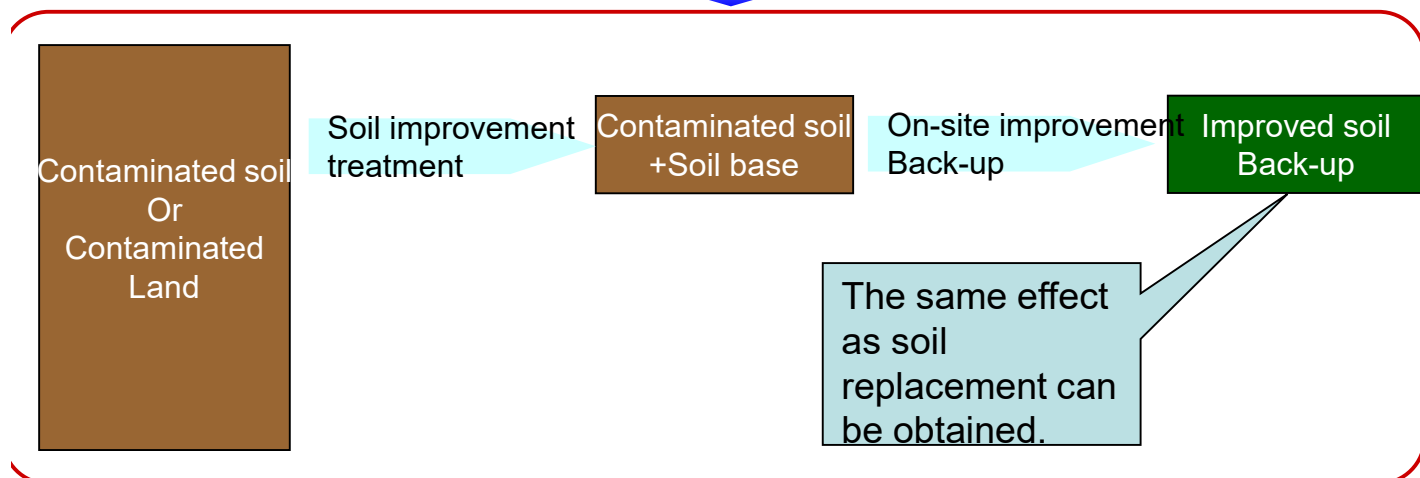 Contaminated soil
Or
Contaminated
Land
Soil improvement
treatment
Contaminated soil
+Soil base
On-site improvement
Back-up
Improved soil
Back-up
The same effect
as soil
replacement can
be obtained.